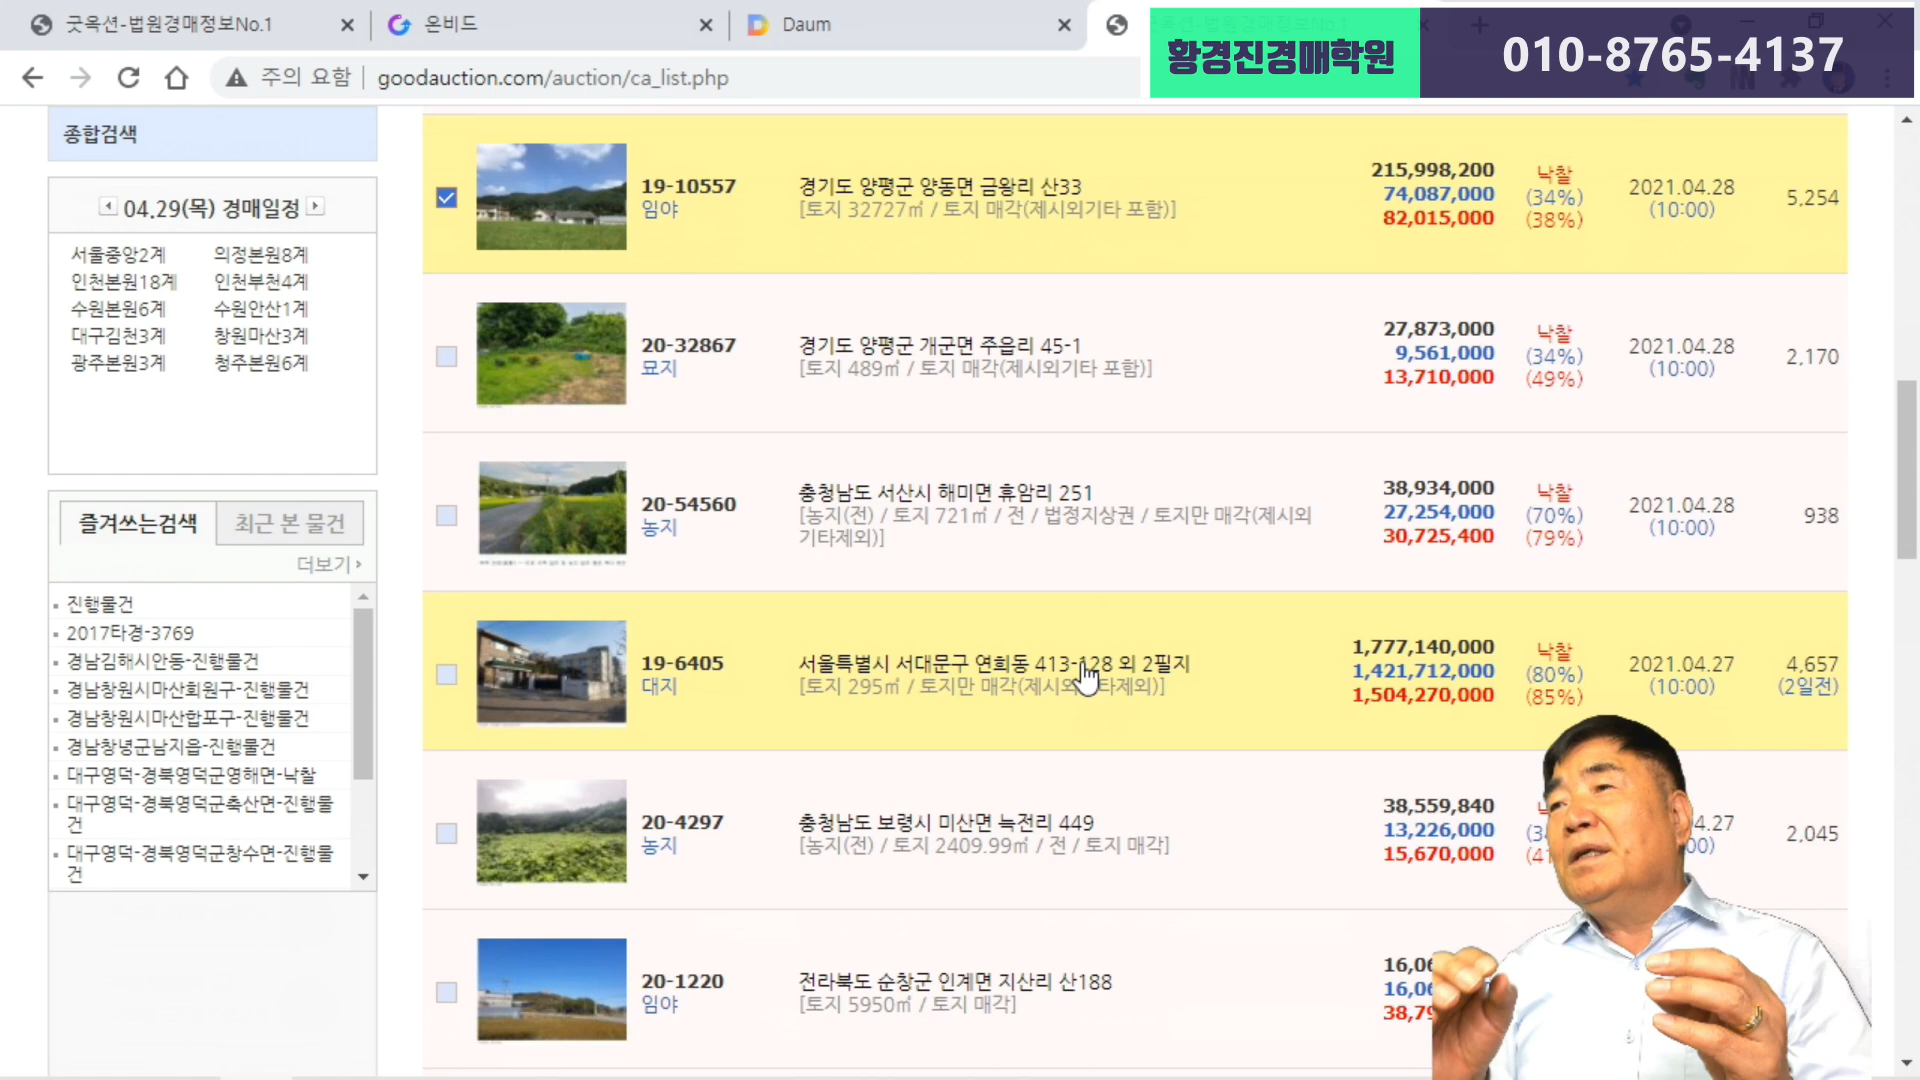 굿옥션-법원경매정보No.1
온비드
Daum
황경진경매학원
010-8765-4137
주의 요함
goodauction.com/auction/ca_list.php
종합검색
04.29(목) 경매일정
서울중앙2계 의정본원8계
인천본원18계 인천부천4계
수원본원6계 수원안산1계
대구김천3계 창원마산3계
광주본원3계 청주본원6계
즐겨쓰는검색 최근 본 물건
더보기
진행물건
2017타경-3769
경남김해시안동-진행물건
경남창원시마산회원구-진행물건
경남창원시마산합포구-진행물건
경남창녕군남지읍-진행물건
대구영덕-경북영덕군영해면-낙찰
대구영덕-경북영덕군축산면-진행물
건
대구영덕-경북영덕군창수면-진행물
건
19-10557
임야
경기도 양평군 양동면 금왕리 산33
[토지 32727㎡ / 토지 매각(제시외기타 포함)]
215,998,200
74,087,000
82,015,000
낙찰
(34%)
(38%)
2021.04.28
(10:00)
5,254
20-32867
묘지
경기도 양평군 개군면 주읍리 45-1
[토지 489㎡ / 토지 매각(제시외기타 포함)]
27,873,000
9,561,000
13,710,000
낙찰
(34%)
(49%)
2021.04.28
(10:00)
2,170
20-54560
농지
충청남도 서산시 해미면 휴암리 251
[농지(전) / 토지 721㎡ / 전 / 법정지상권 / 토지만 매각(제시외
기타제외)]
38,934,000
27,254,000
30,725,400
낙찰
(70%)
(79%)
2021.04.28
(10:00)
938
19-6405
대지
서울특별시 서대문구 연희동 413-128 외 2필지
[토지 295㎡ / 토지만 매각(제시외 타제외)]
1,777,140,000
1,421,712,000
1,504,270,000
낙찰
(80%)
(85%)
2021.04.27
(10:00)
4,657
(2일전)
20-4297
농지
충청남도 보령시 미산면 늑전리 449
[농지(전) / 토지 2409.99㎡ / 전 / 토지 매각]
38,559,840
13,226,000
15,670,000
2,045
20-1220
임야
전라북도 순창군 인계면 지산리 산188
[토지 5950㎡ / 토지 매각]